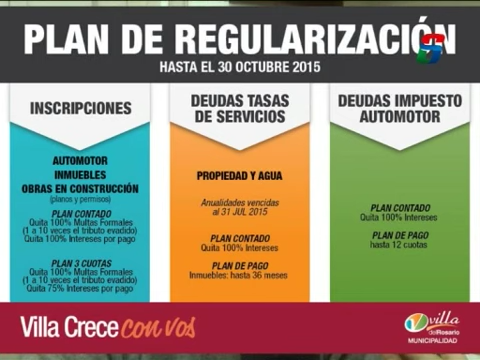 PLAN DE REGULARIZACIÓN
HASTA EL 30 OCTUBRE 2015
INSCRIPCIONES
AUTOMOTOR
INMUEBLES
OBRAS EN CONSTRUCCIÓN
(planos y permisos)
PLAN CONTADO
Quita 100% Multas Formales
(1 a 10 veces el tributo evadido)
Quita 100% Intereses por pago
PLAN 3 CUOTAS
Quita 100% Multas Formales
(1 a 10 veces el tributo evadido)
Quita 75% Intereses por pago
DEUDAS TASAS
DE SERVICIOS
PROPIEDAD Y AGUA
Anualidades vencidas
al 31 JUL 2015
PLAN CONTADO
Quita 100% Intereses
PLAN DE PAGO
Inmuebles: hasta 36 meses
DEUDAS IMPUESTO
AUTOMOTOR
PLAN CONTADO
Quita 100% Intereses
PLAN DE PAGO
hasta 12 cuotas
Villa Crece con vos
villa
del Rosario
MUNICIPALIDAD